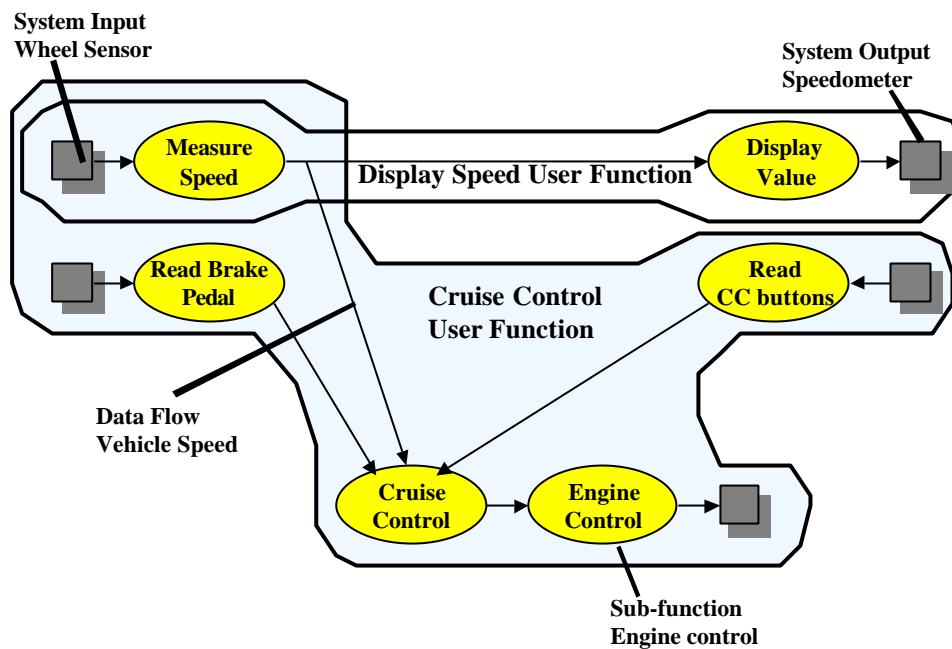 System Input
Wheel Sensor
System Output
Speedometer
Measure
Speed
Display
Value
Display Speed User Function
Read Brake
Pedal
Cruise Control
User Function
Read
CC buttons
Data Flow
Vehicle Speed
Cruise
Control
Engine
Control
Sub-function
Engine control